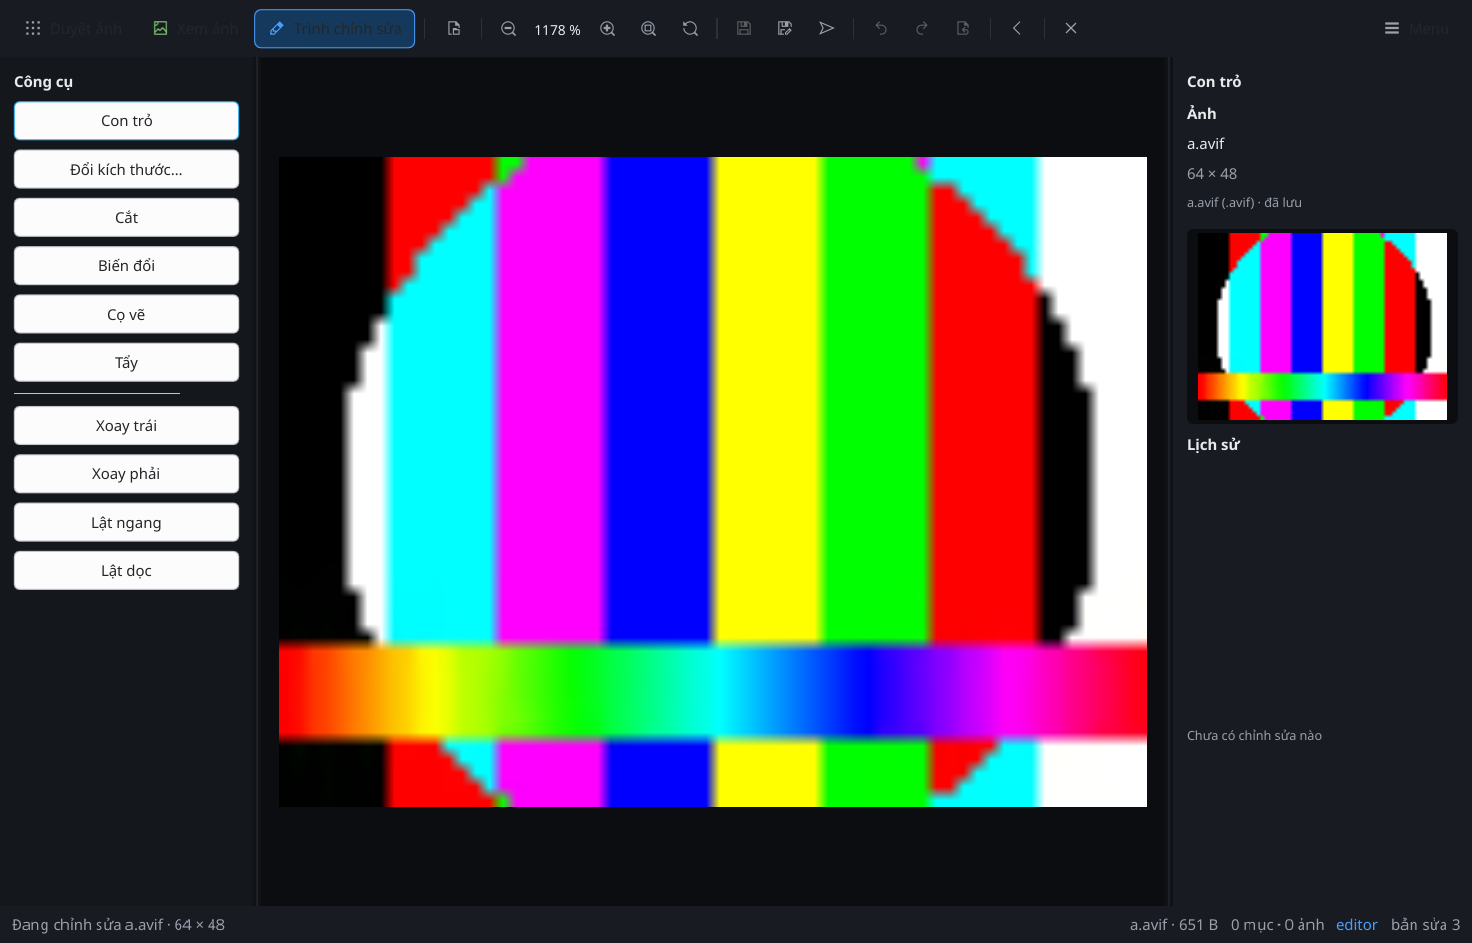 Duyệt ảnh
Xem ảnh
Trình chỉnh sửa
1178 %
Menu
Công cụ
Con trỏ
Đổi kích thước...
Cắt
Biến đổi
Cọ vẽ
Tẩy
Xoay trái
Xoay phải
Lật ngang
Lật dọc
Con trỏ
Ảnh
a.avif
64 × 48
a.avif (.avif) · đã lưu
Lịch sử
Chưa có chỉnh sửa nào
Đang chỉnh sửa a.avif · 64 × 48
a.avif · 651 B
0 mục · 0 ảnh
editor
bản sửa 3